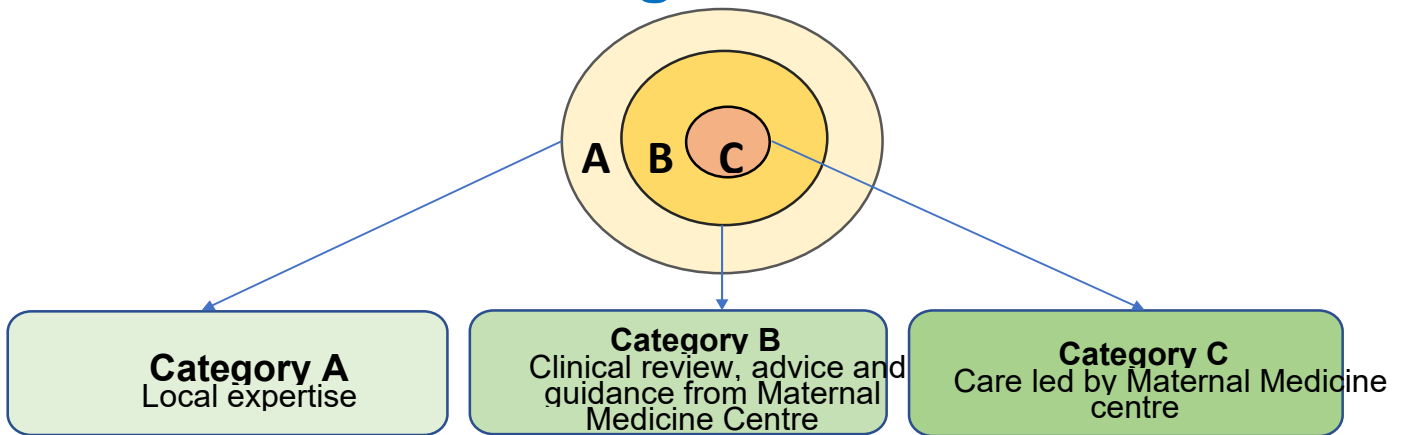 A B C
Category A
Local expertise
Category B
Clinical review, advice and
guidance from Maternal
Medicine Centre
Category C
Care led by Maternal Medicine
centre